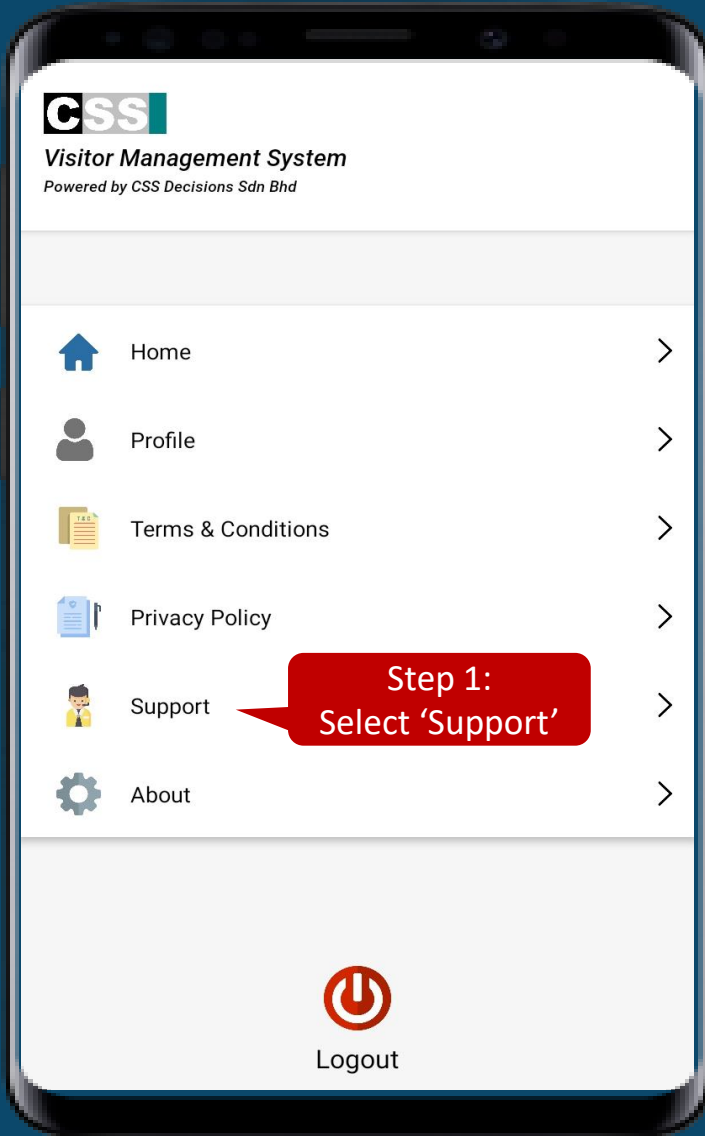 CSS
Visitor Management System
Powered by CSS Decisions Sdn Bhd
Home
Profile
T & D
Terms & Conditions
Privacy Policy
Support
Step 1:
Select ‘Support’
About
Logout